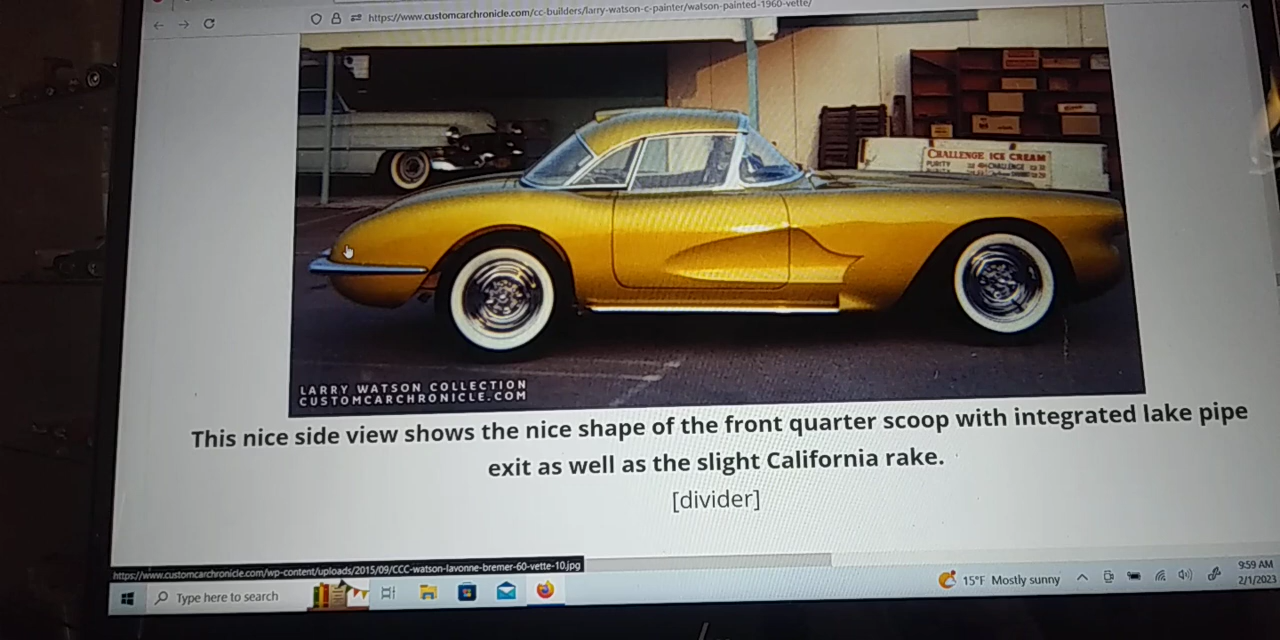 https://www.customcarchronicle.com/cc-builders/larry-watson-c-painter/watson-painted-1960-vette/
CHALLENGE ICE CREAM
PURITY
LARRY WATSON COLLECTION
CUSTOMCARCHRONICLE.COM
This nice side view shows the nice shape of the front quarter scoop with integrated lake pipe
exit as well as the slight California rake.
[divider]
https://www.customcarchronicle.com/wp-content/uploads/2015/09/CCC-watson-lavonne-bremer-60-vette-10.jpg
Type here to search
15°F Mostly sunny
9:59 AM
2/1/2023